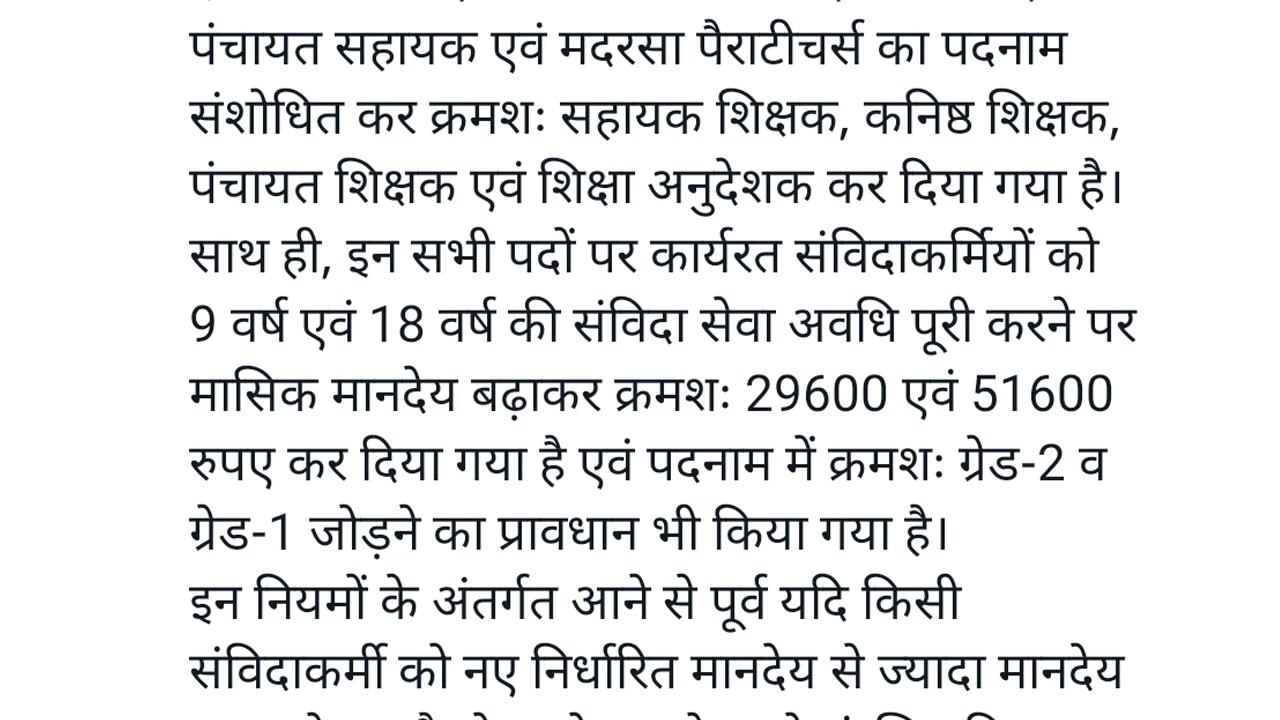 पंचायत सहायक एवं मदरसा पैराटीचर्स का पदनाम
संशोधित कर क्रमशः सहायक शिक्षक, कनिष्ठ शिक्षक,
पंचायत शिक्षक एवं शिक्षा अनुदेशक कर दिया गया है।
साथ ही, इन सभी पदों पर कार्यरत संविदाकर्मियों को
9 वर्ष एवं 18 वर्ष की संविदा सेवा अवधि पूरी करने पर
मासिक मानदेय बढ़ाकर क्रमशः 29600 एवं 51600
रुपए कर दिया गया है एवं पदनाम में क्रमशः ग्रेड-2 व
ग्रेड-1 जोड़ने का प्रावधान भी किया गया है।
इन नियमों के अंतर्गत आने से पूर्व यदि किसी
संविदाकर्मी को नए निर्धारित मानदेय से ज्यादा मानदेय